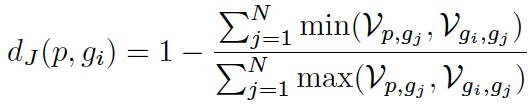 $d_J(p, g_i) = 1 - \frac{\sum_{j=1}^{N} \min(\mathcal{V}_{p,g_j}, \mathcal{V}_{g_i,g_j})}{\sum_{j=1}^{N} \max(\mathcal{V}_{p,g_j}, \mathcal{V}_{g_i,g_j})}$